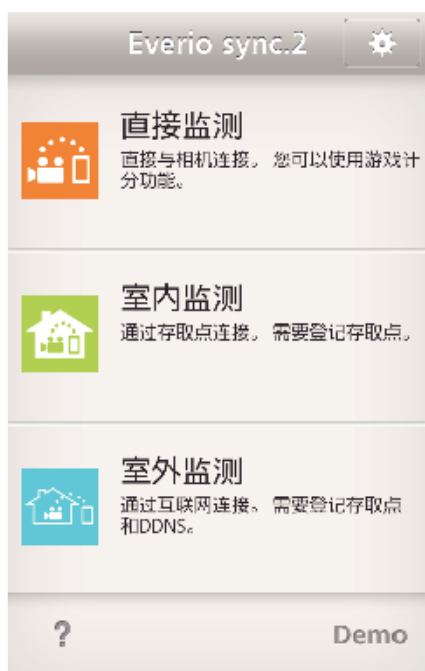 Everio sync.2
直接监测
直接与相机连接。 您可以使用游戏计
分功能。
室内监测
通过存取点连接。 需要登记存取点。
室外监测
通过互联网连接。 需要登记存取点
和DDNS。
?
Demo